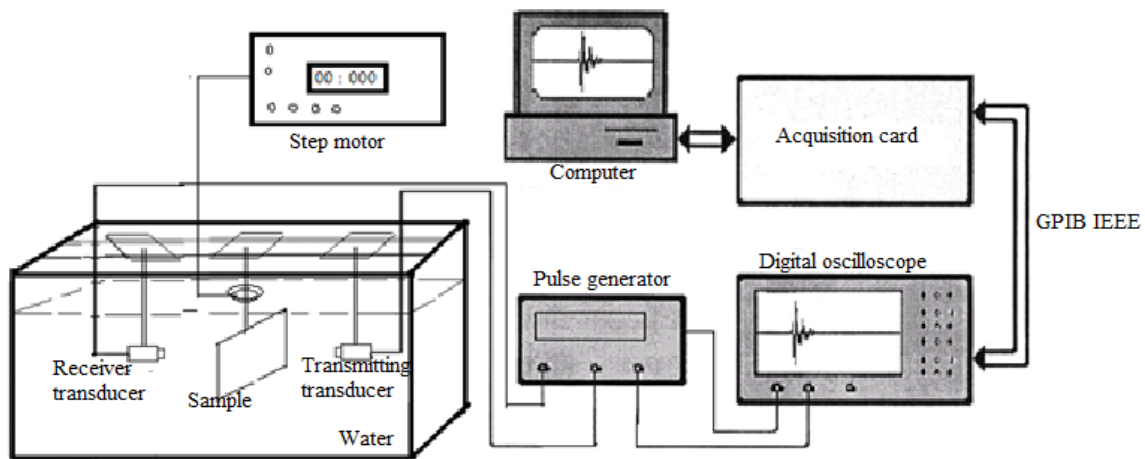 00 : 000
Step motor
Computer
Acquisition card
GPIB IEEE
Pulse generator
Digital oscilloscope
Receiver
transducer
Sample
Transmitting
transducer
Water